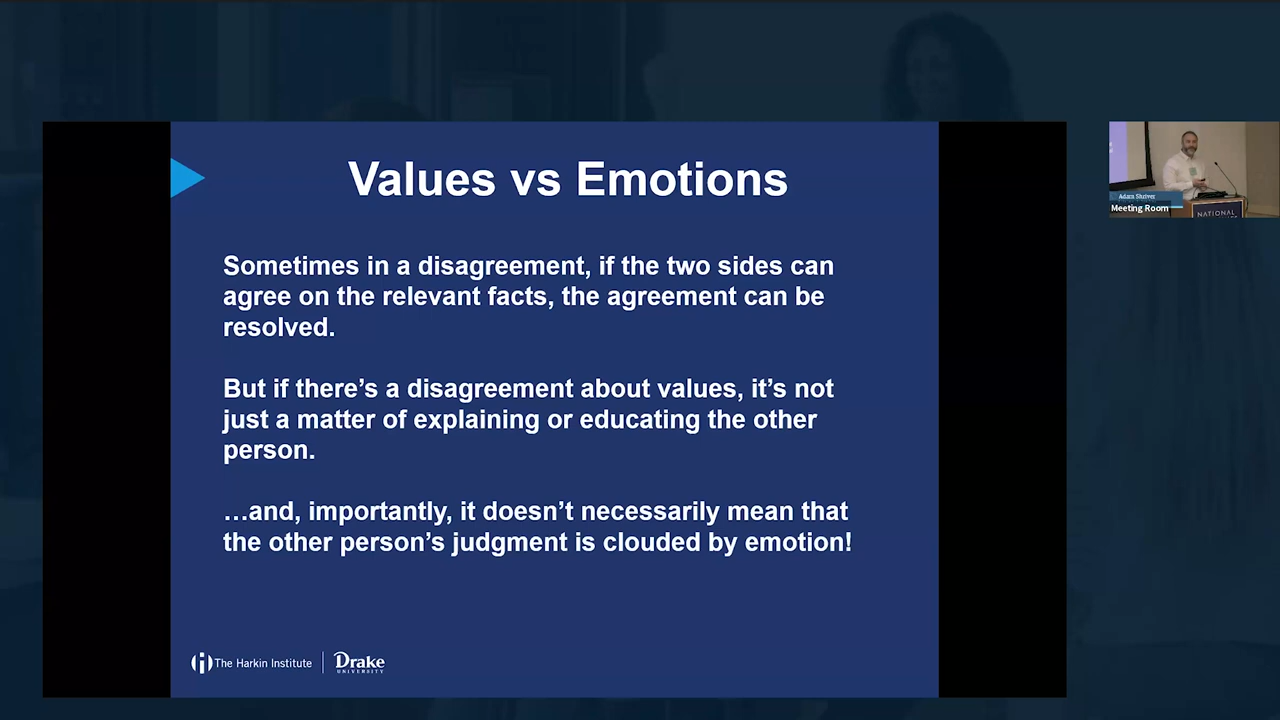 Values vs Emotions
Sometimes in a disagreement, if the two sides can
agree on the relevant facts, the agreement can be
resolved.
But if there's a disagreement about values, it's not
just a matter of explaining or educating the other
person.
…and, importantly, it doesn't necessarily mean that
the other person's judgment is clouded by emotion!
The Harkin Institute
Drake
UNIVERSITY
Adam Shriver
Meeting Room
NATIONAL